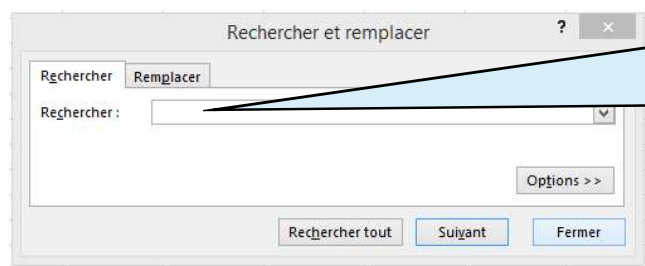 Rechercher et remplacer ?
Rechercher Remplacer
Rechercher :
Options >>
Rechercher tout Suivant Fermer